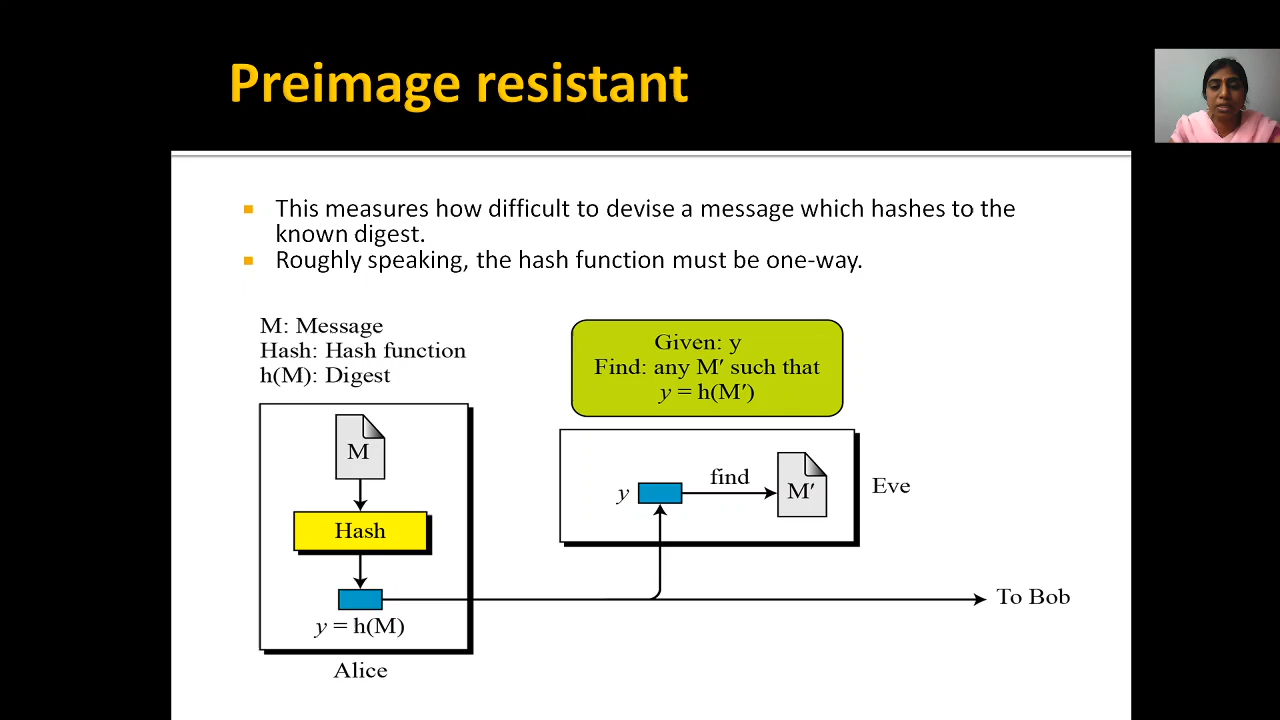 Preimage resistant
This measures how difficult to devise a message which hashes to the
known digest.
Roughly speaking, the hash function must be one-way.
M: Message
Hash: Hash function
h(M): Digest
Given: y
Find: any M′ such that
y = h(M′)
M
Hash
y = h(M)
Alice
y
find
M′
Eve
To Bob